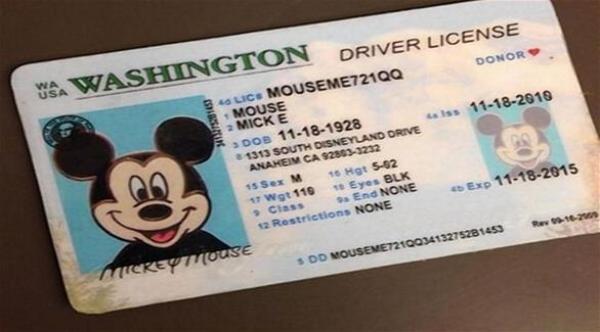 WA USA WASHINGTON DRIVER LICENSE
DONOR
4d LIC# MOUSEME721QQ
1 MOUSE
2 MICK E
3 DOB 11-18-1928
4a Iss 11-18-2010
8 1313 SOUTH DISNEYLAND DRIVE
ANAHEIM CA 92803-3232
15 Sex M 16 Hgt 5-02
17 Wgt 110 18 Eyes BLK
9 Class 9a End NONE
4b Exp 11-18-2015
12 Restrictions NONE
MICKEY MOUSE
5 DD MOUSEME721QQ34132752B1453
Rev 09-16-2009